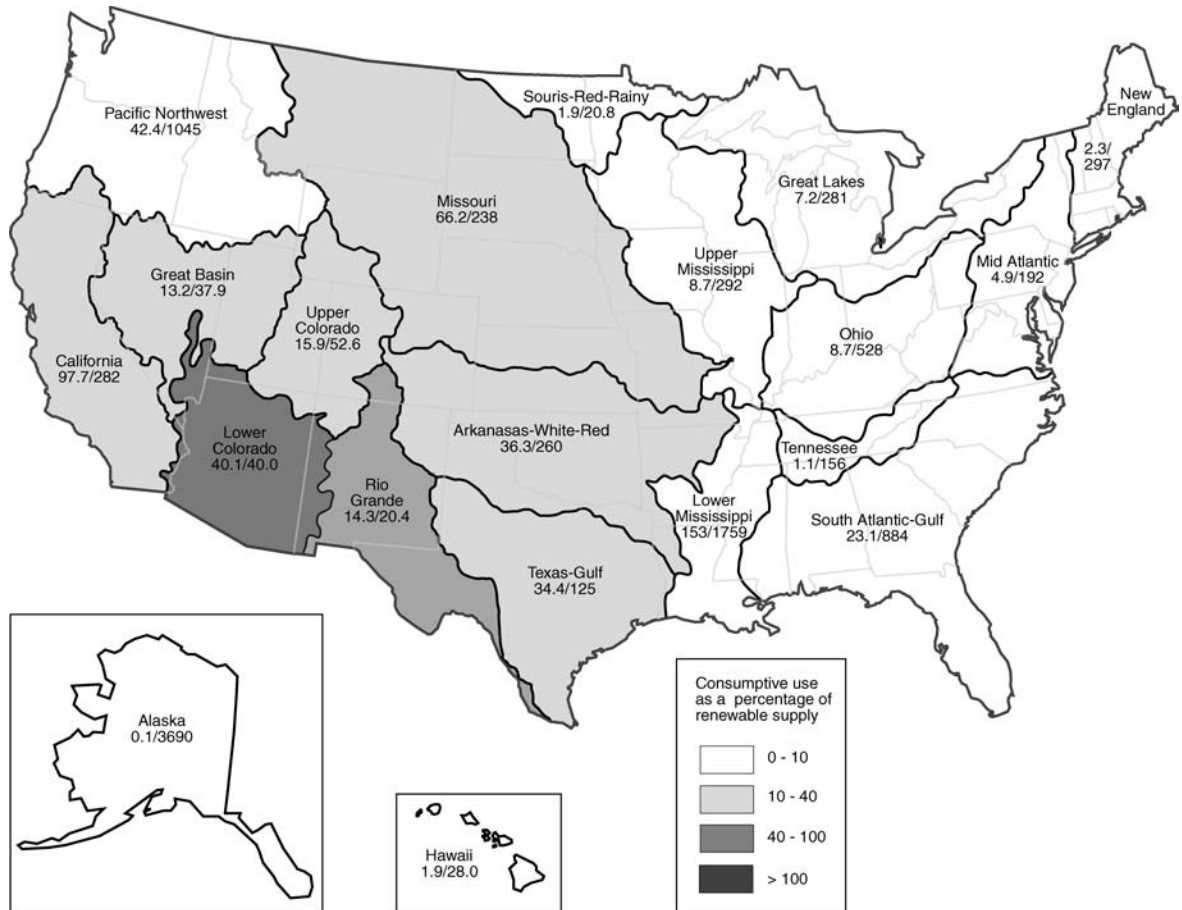 Pacific Northwest
42.4/1045
Souris-Red-Rainy
1.9/20.8
New
England
2.3/
297
Missouri
66.2/238
Great Lakes
7.2/281
Upper
Mississippi
8.7/292
Mid Atlantic
4.9/192
Great Basin
13.2/37.9
Upper
Colorado
15.9/52.6
Ohio
8.7/528
California
97.7/282
Lower
Colorado
40.1/40.0
Arkanasas-White-Red
36.3/260
Tennessee
1.1/156
Rio
Grande
14.3/20.4
Lower
Mississippi
153/1759
South Atlantic-Gulf
23.1/884
Texas-Gulf
34.4/125
Alaska
0.1/3690
Hawaii
1.9/28.0
Consumptive use
as a percentage of
renewable supply
0 - 10
10 - 40
40 - 100
> 100